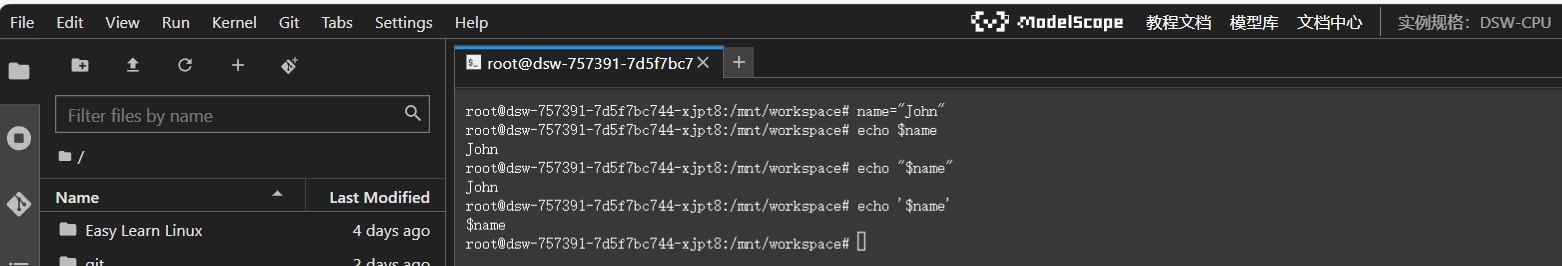 File Edit View Run Kernel Git Tabs Settings Help
ModelScope 教程文档 模型库 文档中心 实例规格：DSW-CPU
root@dsw-757391-7d5f7bc7
Filter files by name
/
Name Last Modified
Easy Learn Linux 4 days ago
git 2 days ago
root@dsw-757391-7d5f7bc744-xjpt8:/mnt/workspace# name="John"
root@dsw-757391-7d5f7bc744-xjpt8:/mnt/workspace# echo $name
John
root@dsw-757391-7d5f7bc744-xjpt8:/mnt/workspace# echo "$name"
John
root@dsw-757391-7d5f7bc744-xjpt8:/mnt/workspace# echo '$name'
$name
root@dsw-757391-7d5f7bc744-xjpt8:/mnt/workspace#